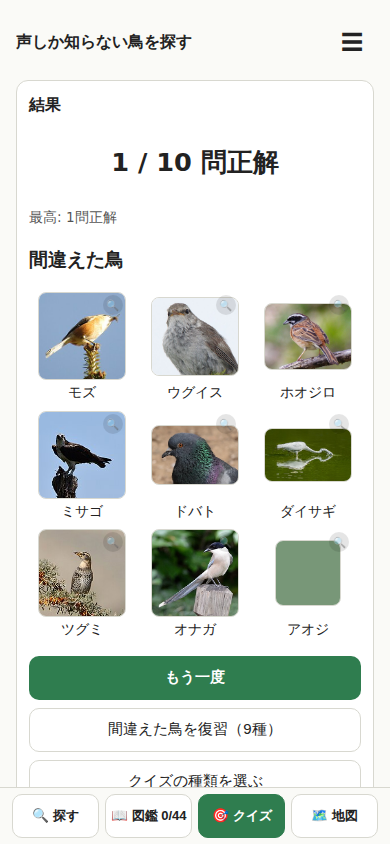 声しか知らない鳥を探す
結果
1 / 10 問正解
最高: 1問正解
間違えた鳥
モズ
ウグイス
ホオジロ
ミサゴ
ドバト
ダイサギ
ツグミ
オナガ
アオジ
もう一度
間違えた鳥を復習（9種）
クイズの種類を選ぶ
探す
図鑑 0/44
クイズ
地図